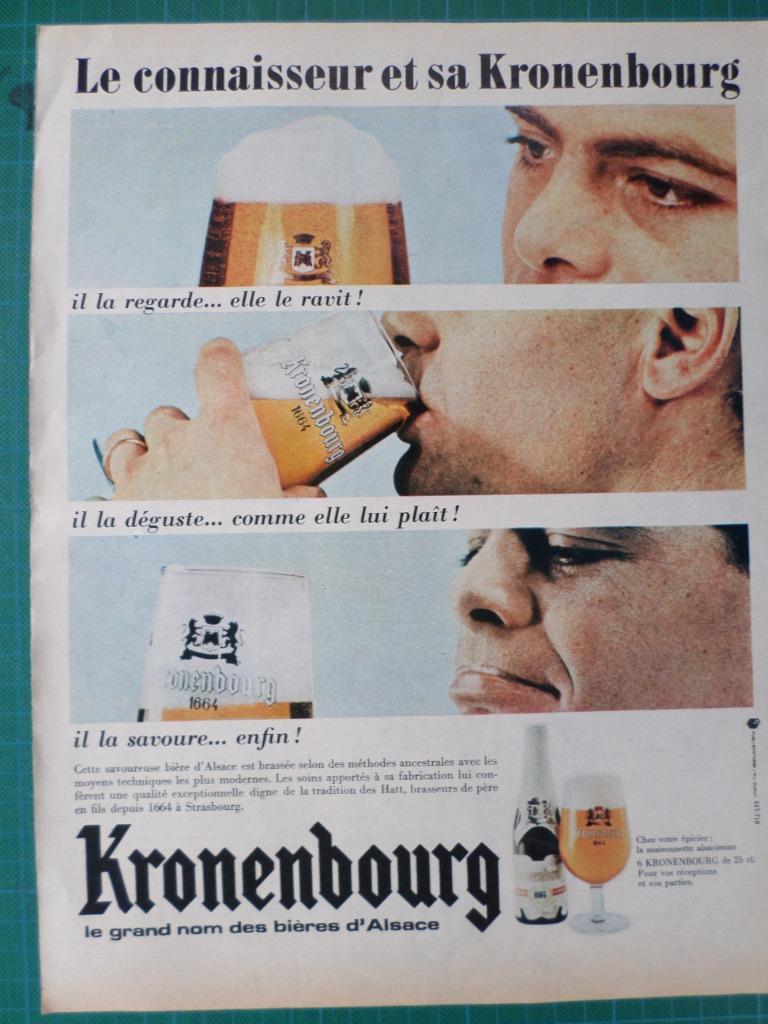 Le connaisseur et sa Kronenbourg
il la regarde... elle le ravit !
Kronenbourg
1664
il la déguste... comme elle lui plaît !
onenbourg
1664
il la savoure... enfin !
Cette savoureuse bière d'Alsace est brassée selon des méthodes ancestrales avec les
moyens techniques les plus modernes. Les soins apportés à sa fabrication lui con-
fèrent une qualité exceptionnelle digne de la tradition des Hatt, brasseurs de père
en fils depuis 1664 à Strasbourg.
Kronenbourg
le grand nom des bières d'Alsace
Kronenbourg
1664
Chez votre épicier :
la maisonnette alsacienne
6 KRONENBOURG de 25 cl.
Pour vos réceptions
et vos parties.